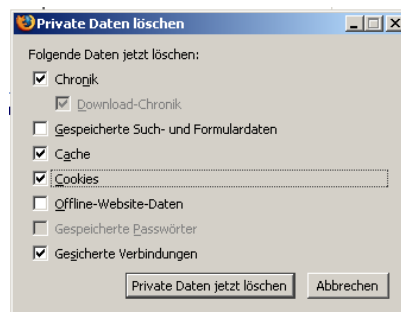 Private Daten löschen
Folgende Daten jetzt löschen:
Chronik
Download-Chronik
Gespeicherte Such- und Formulardaten
Cache
Cookies
Offline-Website-Daten
Gespeicherte Passwörter
Gesicherte Verbindungen
Private Daten jetzt löschen Abbrechen